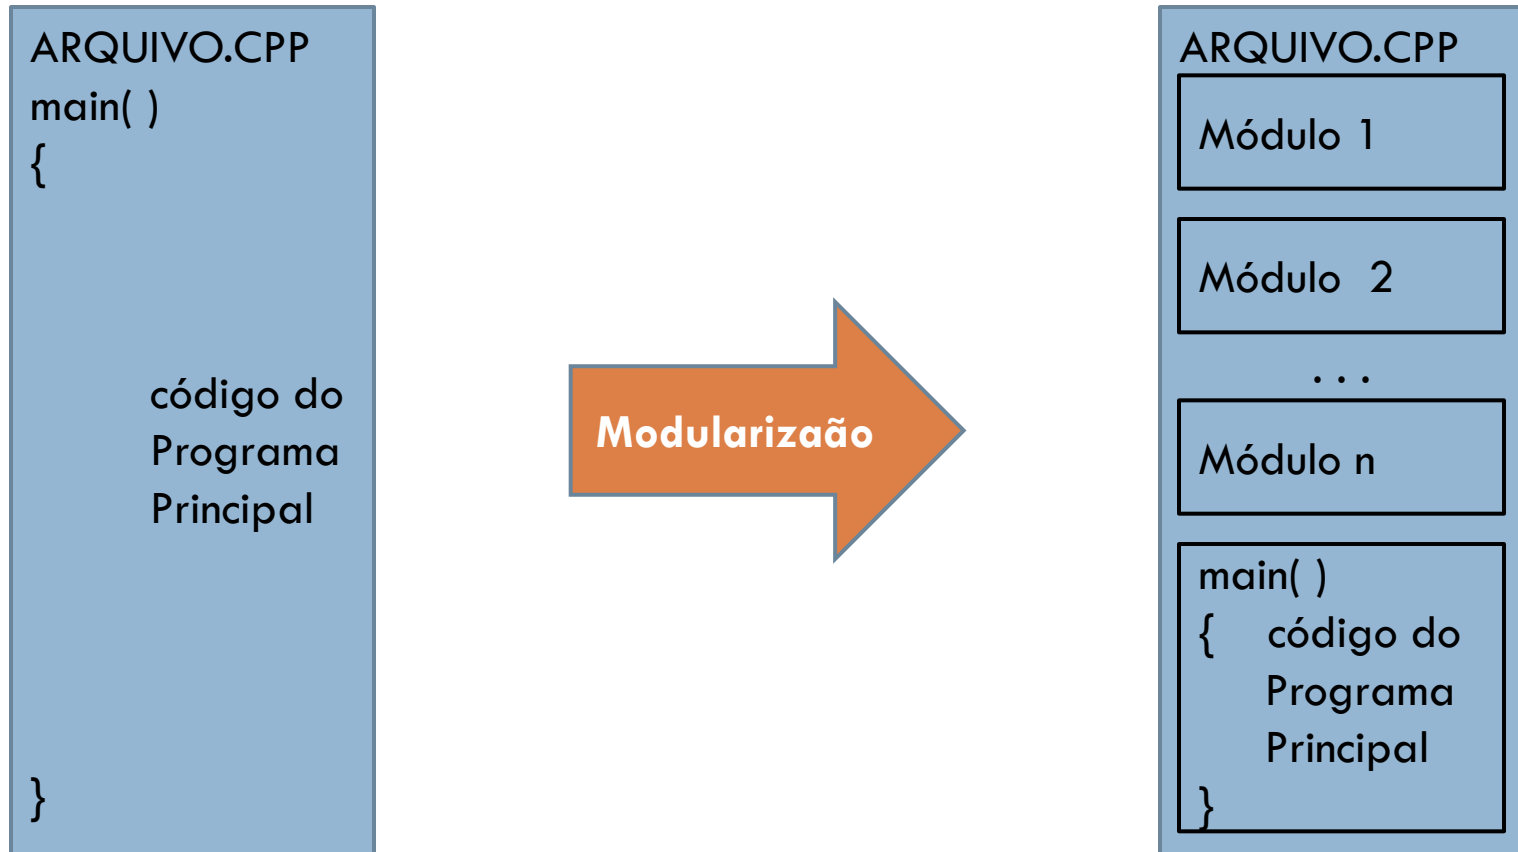 ARQUIVO.CPP
main( )
{
código do
Programa
Principal
}
Modularizaão
ARQUIVO.CPP
Módulo 1
Módulo 2
. . .
Módulo n
main( )
{ código do
Programa
Principal
}